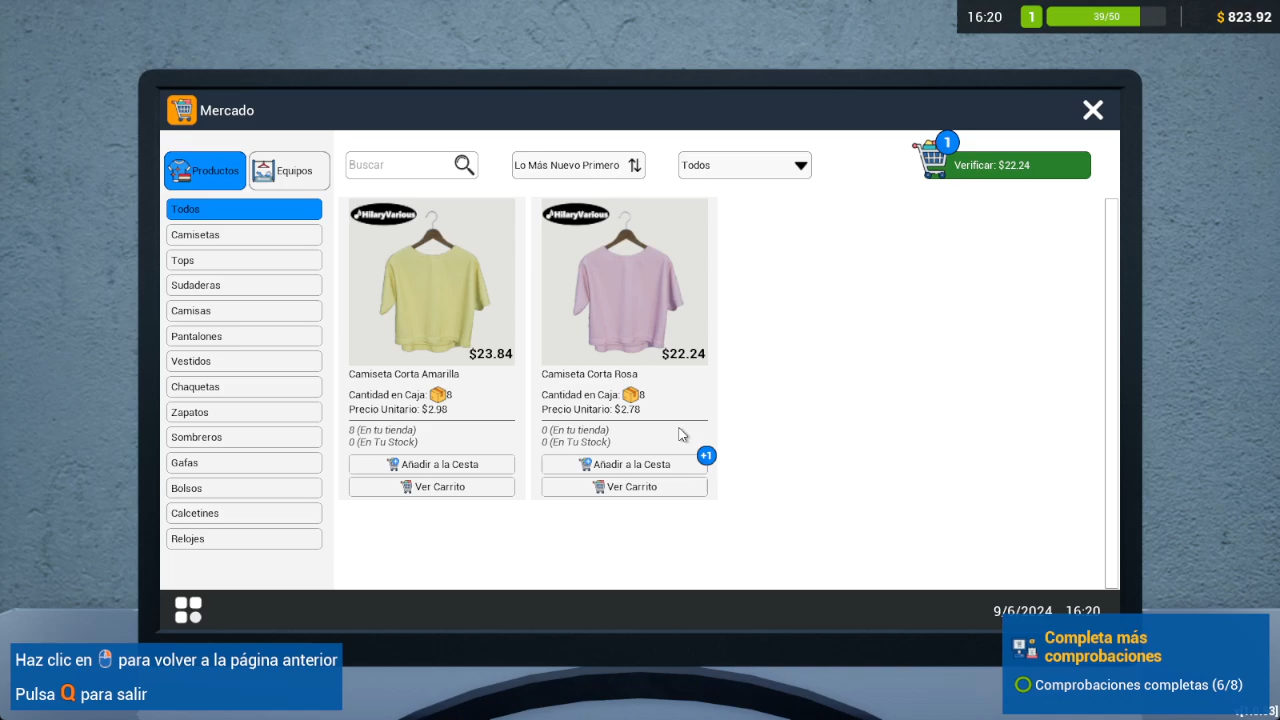 16:20 1 39/50 $ 823.92
Mercado
Productos Equipos
Buscar
Lo Más Nuevo Primero
Todos
1
Verificar: $22.24
Todos
Camisetas
Tops
Sudaderas
Camisas
Pantalones
Vestidos
Chaquetas
Zapatos
Sombreros
Gafas
Bolsos
Calcetines
Relojes
HilaryVarious
$23.84
Camiseta Corta Amarilla
Cantidad en Caja: 8
Precio Unitario: $2.98
8 (En tu tienda)
0 (En Tu Stock)
Añadir a la Cesta
Ver Carrito
HilaryVarious
$22.24
Camiseta Corta Rosa
Cantidad en Caja: 8
Precio Unitario: $2.78
0 (En tu tienda)
0 (En Tu Stock)
+1
Añadir a la Cesta
Ver Carrito
9/6/2024 16:20
Haz clic en para volver a la página anterior
Pulsa Q para salir
Completa más
comprobaciones
Comprobaciones completas (6/8)